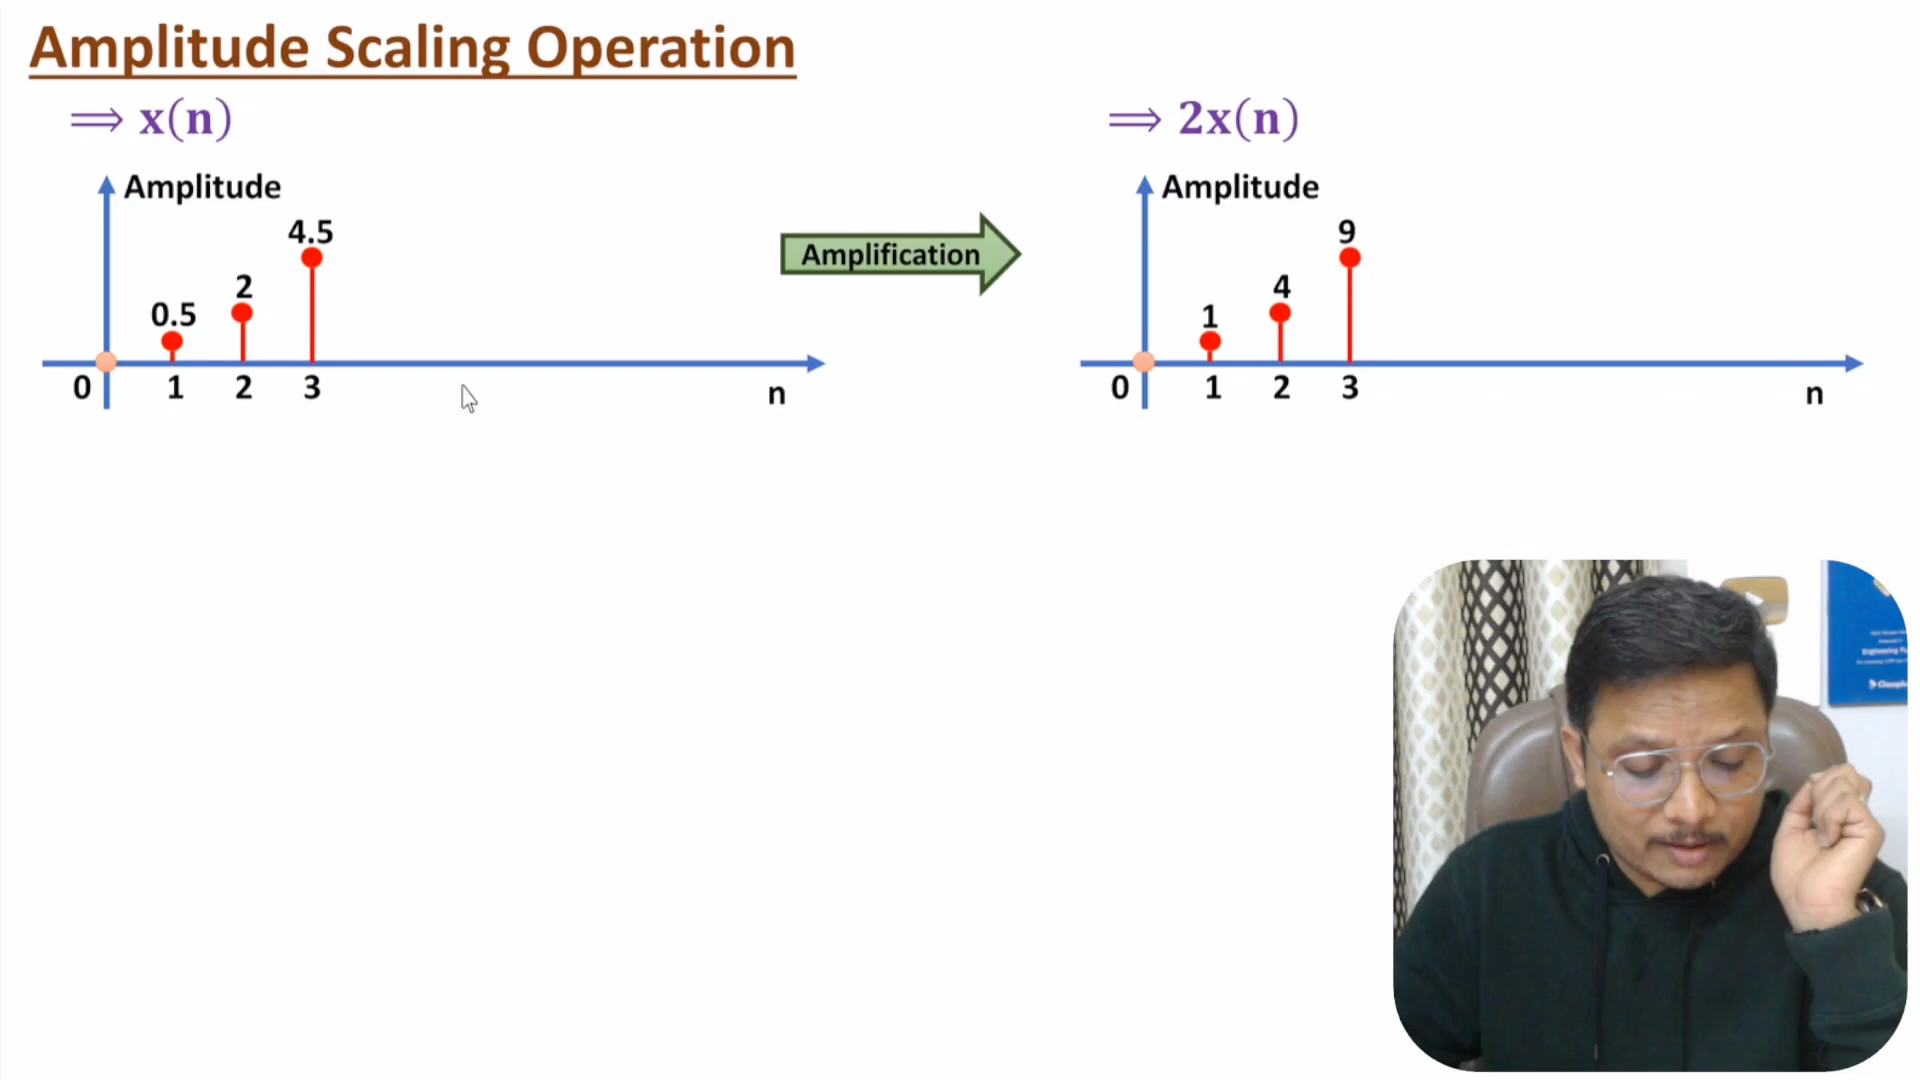 Amplitude Scaling Operation
⟹ x(n)
Amplitude
4.5
2
0.5
0 1 2 3 n
Amplification
⟹ 2x(n)
Amplitude
9
4
1
0 1 2 3 n